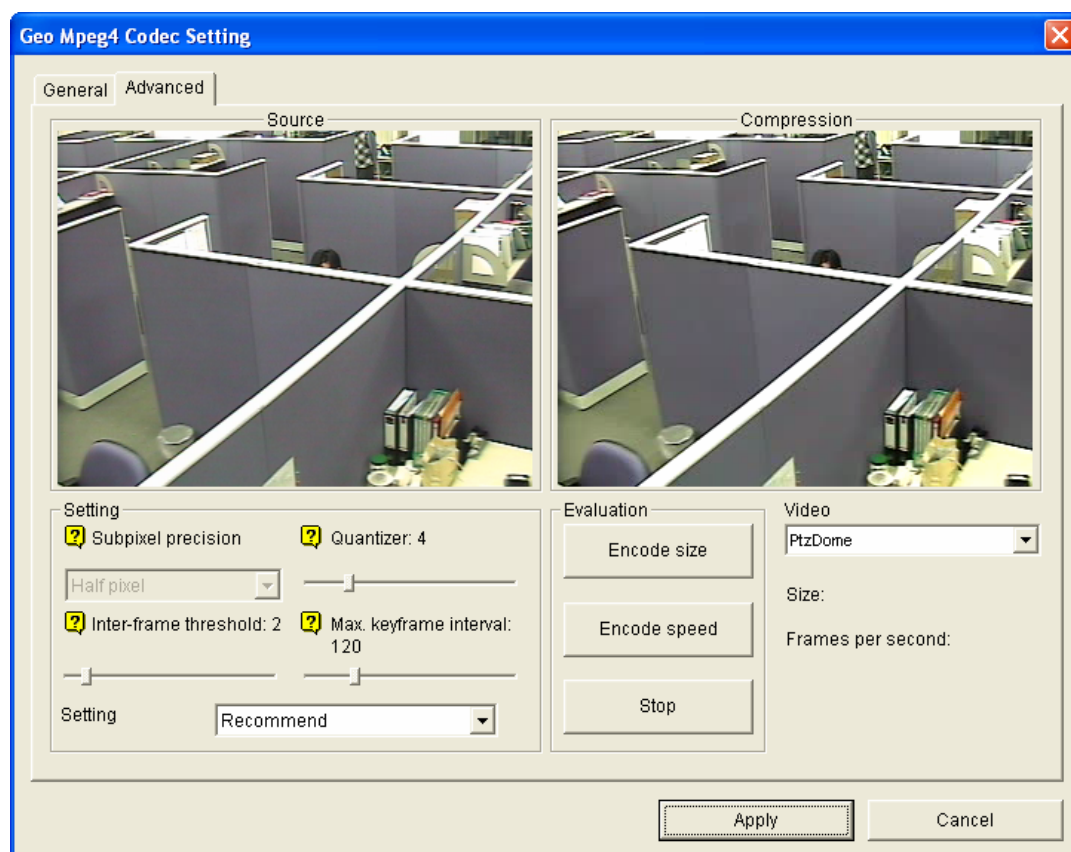 Geo Mpeg4 Codec Setting
General
Advanced
Source
Compression
Setting
Subpixel precision
Quantizer: 4
Half pixel
Inter-frame threshold: 2
Max. keyframe interval:
120
Setting
Recommend
Evaluation
Encode size
Encode speed
Stop
Video
PtzDome
Size:
Frames per second:
Apply
Cancel